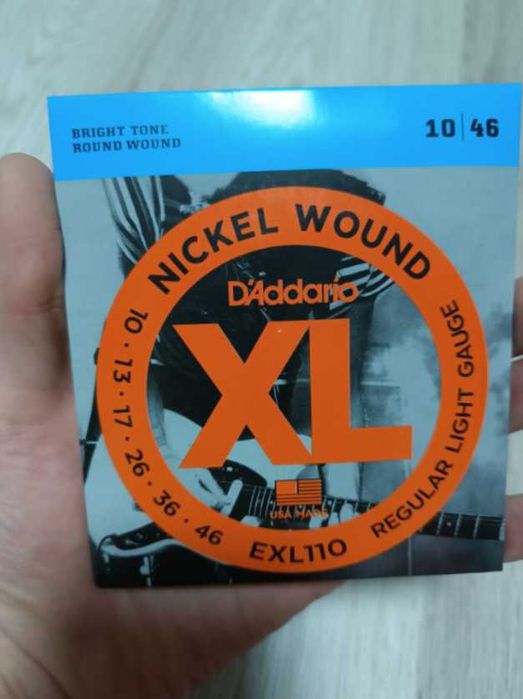 BRIGHT TONE
ROUND WOUND
10 | 46
NICKEL WOUND
D'Addario
XL
10 · 13 · 17 · 26 · 36 · 46
USA MADE
EXL110
REGULAR LIGHT GAUGE